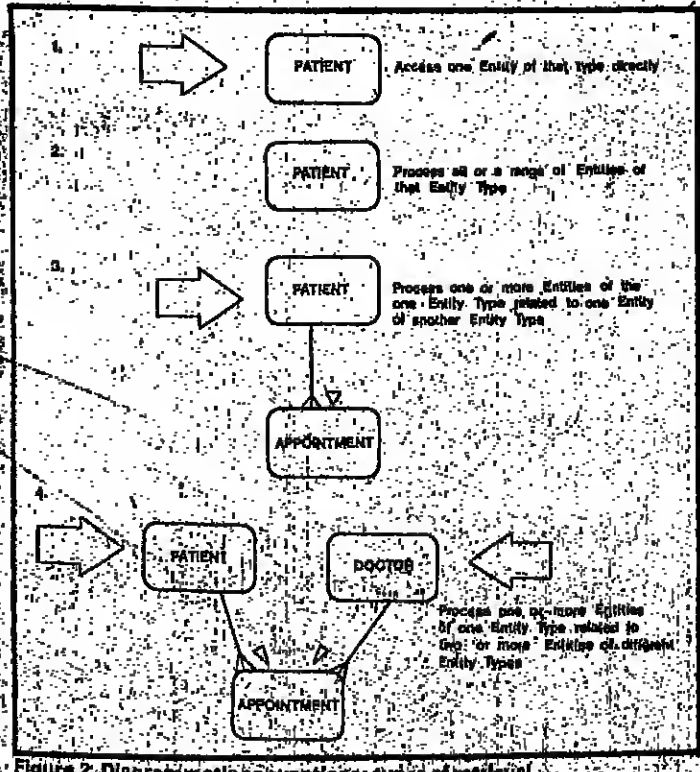 1.
PATIENT
Access one Entity of that type directly
2.
PATIENT
Process all or a range of Entities of
that Entity Type
3.
PATIENT
Process one or more Entities of the
one Entity Type related to one Entity
of another Entity Type
APPOINTMENT
4.
PATIENT
DOCTOR
Process one or more Entities
of one Entity Type related to
two or more Entities of different
Entity Types
APPOINTMENT
Figure 2: Diagrammatic of retrieval